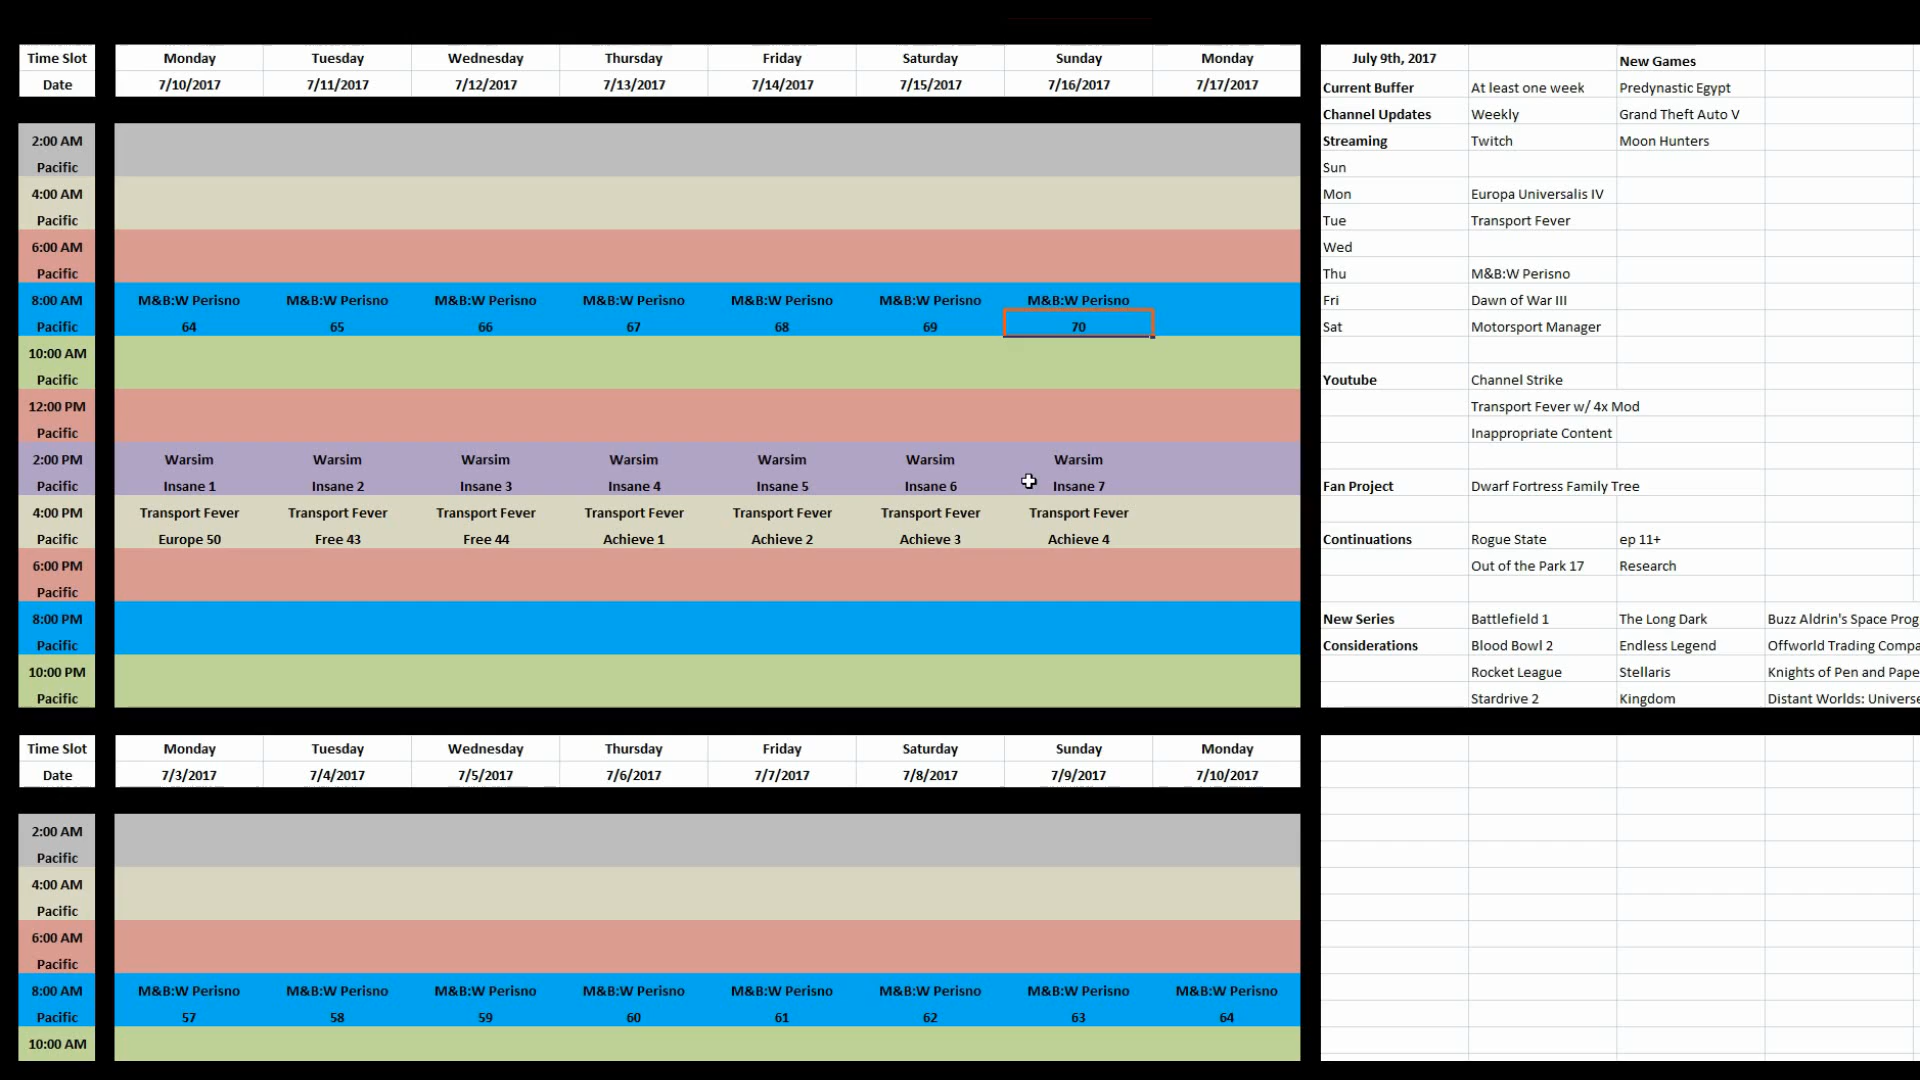 Time Slot Monday Tuesday Wednesday Thursday Friday Saturday Sunday Monday
Date 7/10/2017 7/11/2017 7/12/2017 7/13/2017 7/14/2017 7/15/2017 7/16/2017 7/17/2017
2:00 AM
Pacific
4:00 AM
Pacific
6:00 AM
Pacific
8:00 AM M&B:W Perisno M&B:W Perisno M&B:W Perisno M&B:W Perisno M&B:W Perisno M&B:W Perisno M&B:W Perisno
Pacific 64 65 66 67 68 69 70
10:00 AM
Pacific
12:00 PM
Pacific
2:00 PM Warsim Warsim Warsim Warsim Warsim Warsim Warsim
Pacific Insane 1 Insane 2 Insane 3 Insane 4 Insane 5 Insane 6 Insane 7
4:00 PM Transport Fever Transport Fever Transport Fever Transport Fever Transport Fever Transport Fever Transport Fever
Pacific Europe 50 Free 43 Free 44 Achieve 1 Achieve 2 Achieve 3 Achieve 4
6:00 PM
Pacific
8:00 PM
Pacific
10:00 PM
Pacific
July 9th, 2017 New Games
Current Buffer At least one week Predynastic Egypt
Channel Updates Weekly Grand Theft Auto V
Streaming Twitch Moon Hunters
Sun
Mon Europa Universalis IV
Tue Transport Fever
Wed
Thu M&B:W Perisno
Fri Dawn of War III
Sat Motorsport Manager
Youtube Channel Strike
Transport Fever w/ 4x Mod
Inappropriate Content
Fan Project Dwarf Fortress Family Tree
Continuations Rogue State ep 11+
Out of the Park 17 Research
New Series Battlefield 1 The Long Dark Buzz Aldrin's Space Prog
Considerations Blood Bowl 2 Endless Legend Offworld Trading Compa
Rocket League Stellaris Knights of Pen and Pape
Stardrive 2 Kingdom Distant Worlds: Universe
Time Slot Monday Tuesday Wednesday Thursday Friday Saturday Sunday Monday
Date 7/3/2017 7/4/2017 7/5/2017 7/6/2017 7/7/2017 7/8/2017 7/9/2017 7/10/2017
2:00 AM
Pacific
4:00 AM
Pacific
6:00 AM
Pacific
8:00 AM M&B:W Perisno M&B:W Perisno M&B:W Perisno M&B:W Perisno M&B:W Perisno M&B:W Perisno M&B:W Perisno M&B:W Perisno
Pacific 57 58 59 60 61 62 63 64
10:00 AM